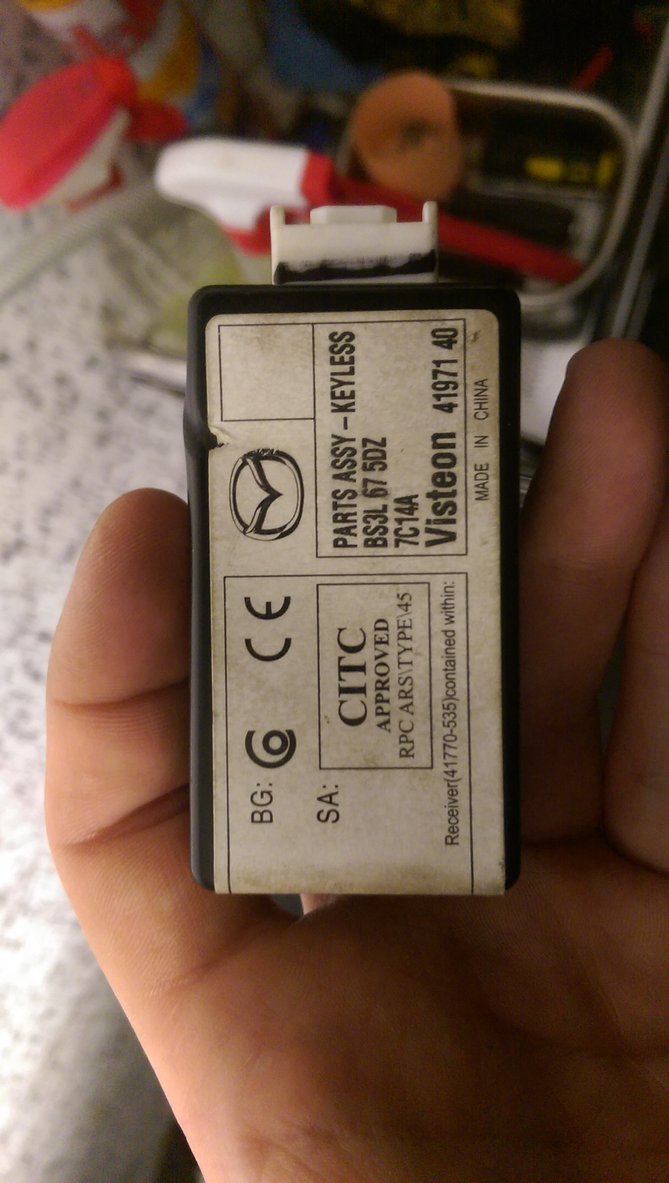 PARTS ASSY – KEYLESS
BS3L 67 5DZ
7C14A
Visteon 41971 40
MADE IN CHINA
BG:
CE
SA:
CITC
APPROVED
RPC ARS\TYPE\45
Receiver(41770-535)contained within: